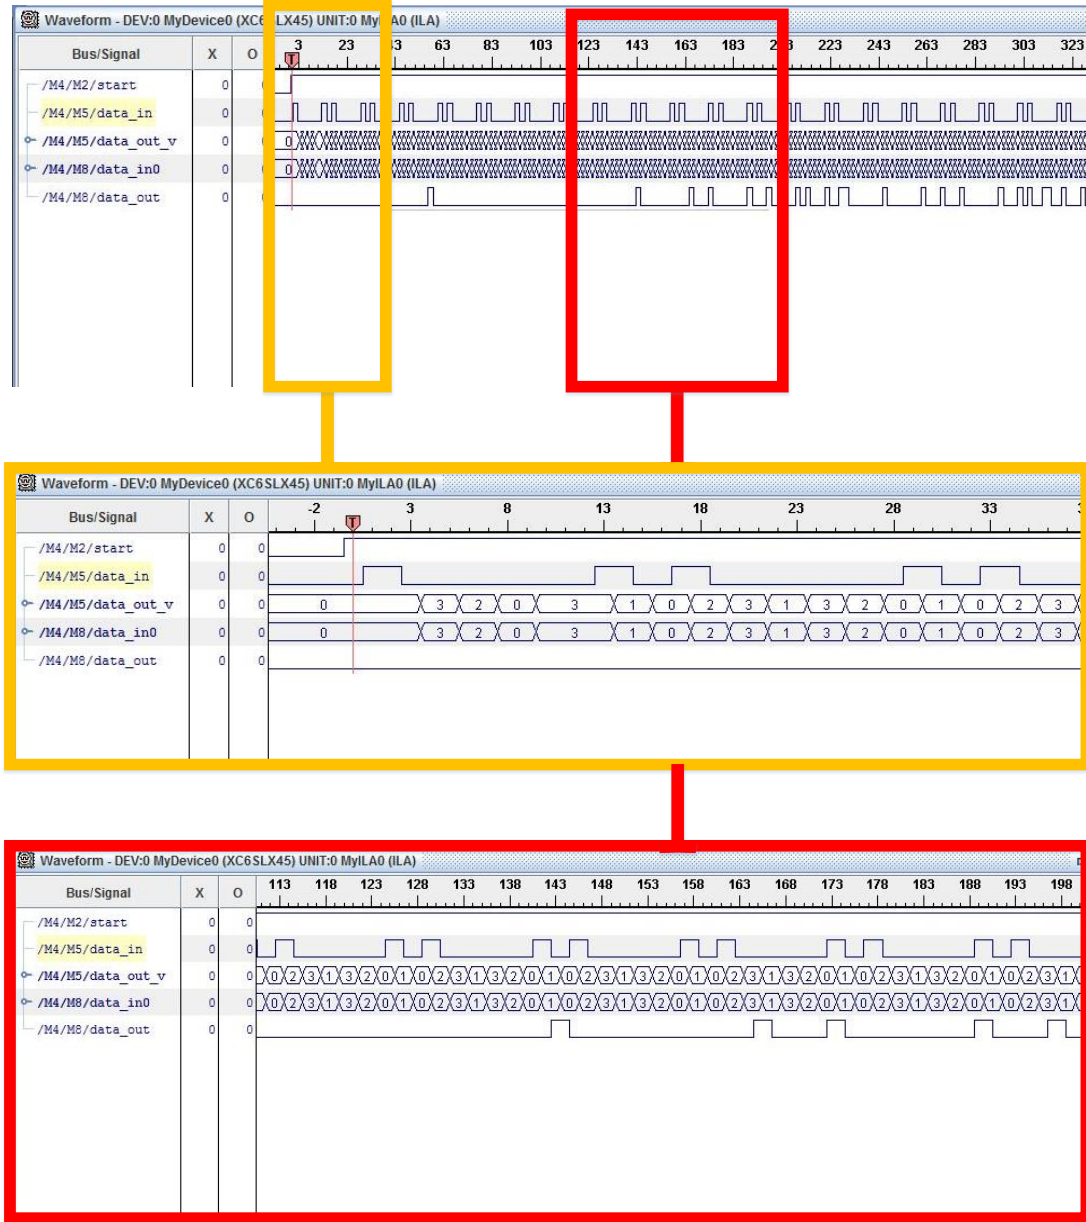 Waveform - DEV:0 MyDevice0 (XC6SLX45) UNIT:0 MyILA0 (ILA)
Bus/Signal X O 3 23 43 63 83 103 123 143 163 183 203 223 243 263 283 303 323
T
/M4/M2/start 0 0
/M4/M5/data_in 0 0
/M4/M5/data_out_v 0 0 0
/M4/M8/data_in0 0 0 0
/M4/M8/data_out 0 0
Waveform - DEV:0 MyDevice0 (XC6SLX45) UNIT:0 MyILA0 (ILA)
Bus/Signal X O -2 3 8 13 18 23 28 33
T
/M4/M2/start 0 0
/M4/M5/data_in 0 0
/M4/M5/data_out_v 0 0 0 3 2 0 3 1 0 2 3 1 3 2 0 1 0 2 3
/M4/M8/data_in0 0 0 0 3 2 0 3 1 0 2 3 1 3 2 0 1 0 2 3
/M4/M8/data_out 0 0
Waveform - DEV:0 MyDevice0 (XC6SLX45) UNIT:0 MyILA0 (ILA)
Bus/Signal X O 113 118 123 128 133 138 143 148 153 158 163 168 173 178 183 188 193 198
/M4/M2/start 0 0
/M4/M5/data_in 0 0
/M4/M5/data_out_v 0 0 0 2 3 1 3 2 0 1 0 2 3 1 3 2 0 1 0 2 3 1 3 2 0 1 0 2 3 1 3 2 0 1 0 2 3 1 3 2 0 1 0 2 3 1
/M4/M8/data_in0 0 0 0 2 3 1 3 2 0 1 0 2 3 1 3 2 0 1 0 2 3 1 3 2 0 1 0 2 3 1 3 2 0 1 0 2 3 1 3 2 0 1 0 2 3 1
/M4/M8/data_out 0 0